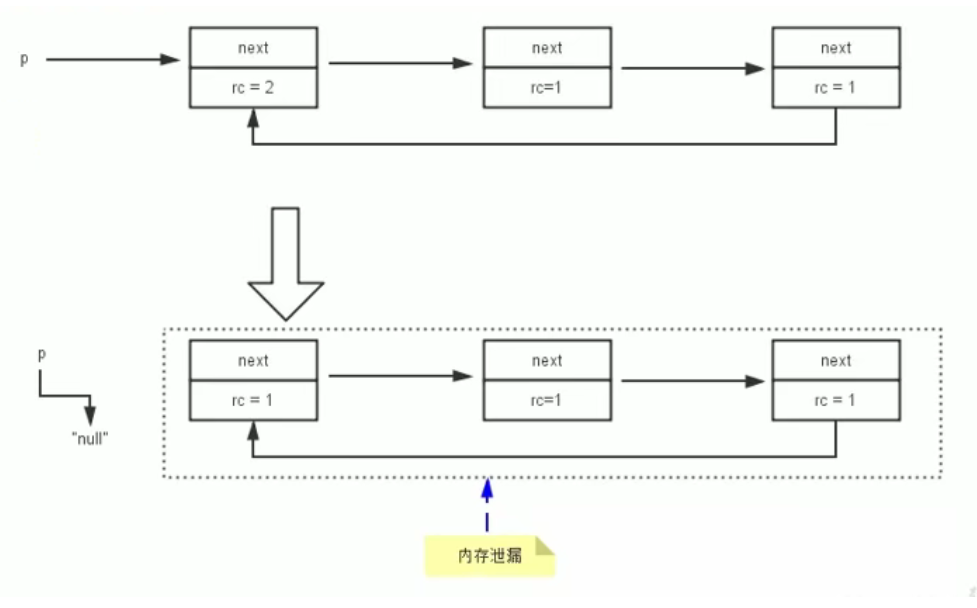 p
next
next
next
rc = 2
rc=1
rc = 1
p
next
next
next
rc = 1
rc=1
rc = 1
"null"
内存泄漏